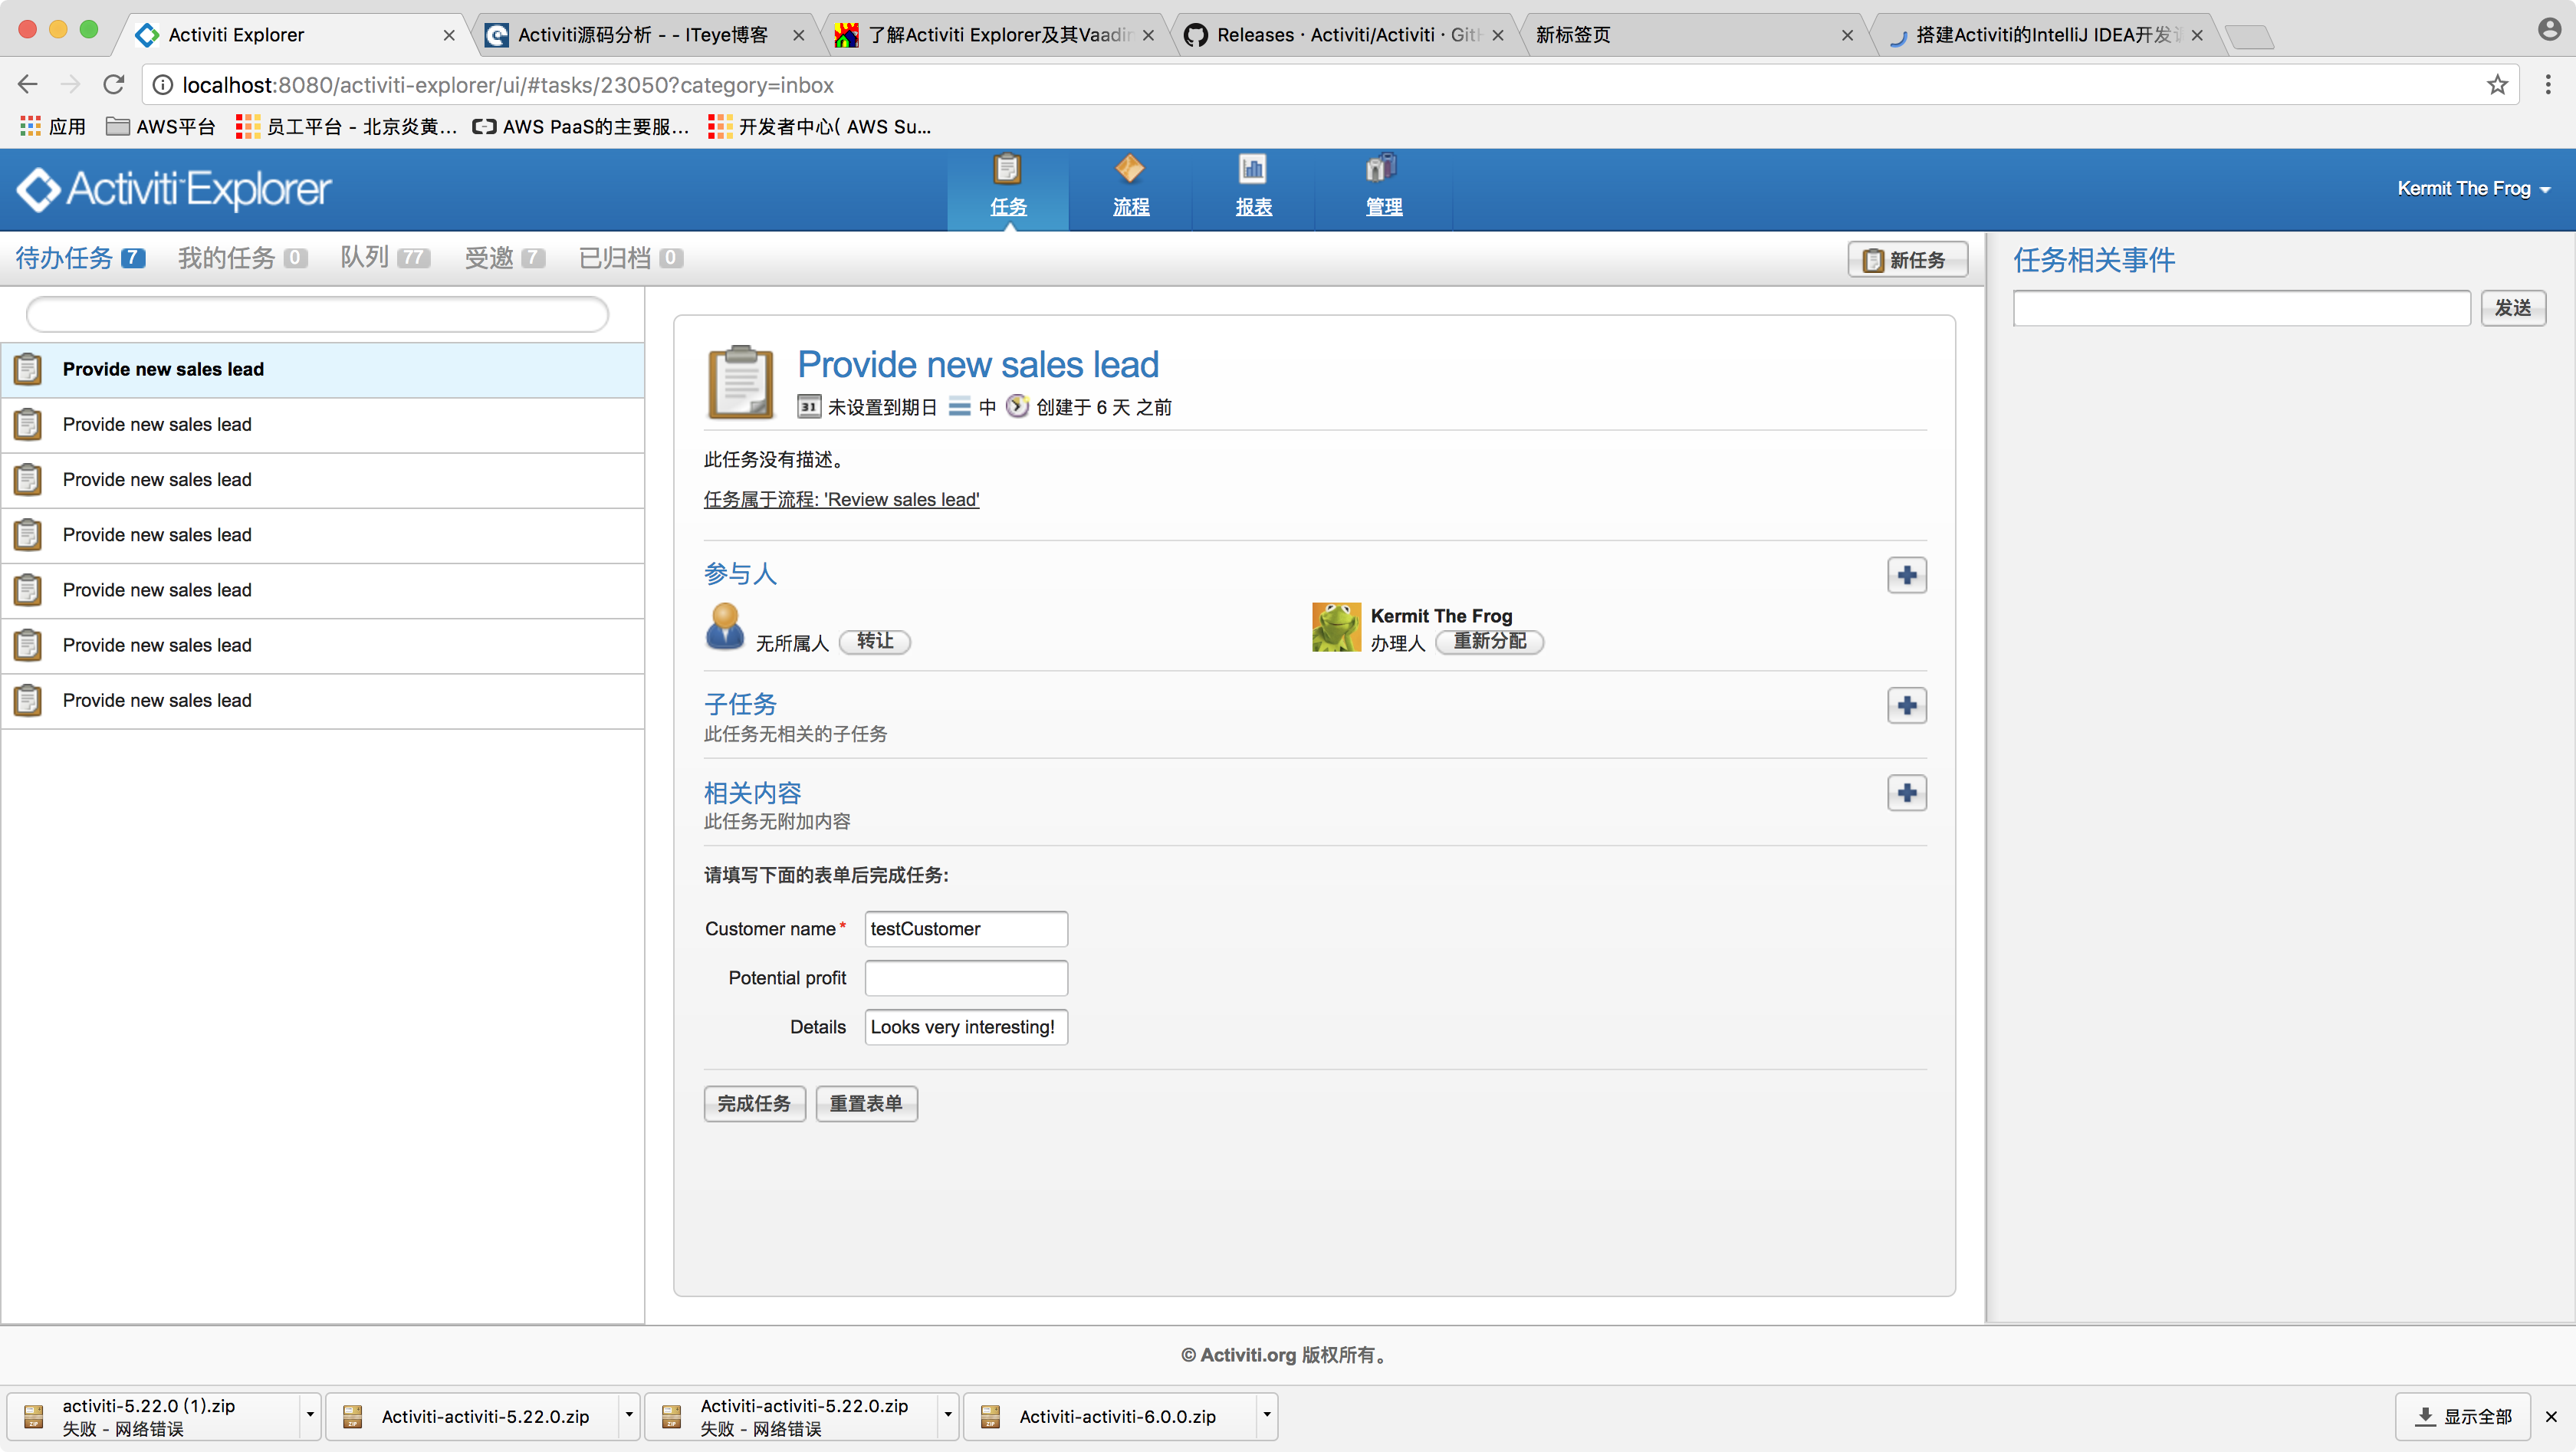 Activiti Explorer
Activiti源码分析 - - ITeye博客
了解Activiti Explorer及其Vaadin
Releases · Activiti/Activiti · Git
新标签页
搭建Activiti的IntelliJ IDEA开发
localhost:8080/activiti-explorer/ui/#tasks/23050?category=inbox
应用
AWS平台
员工平台 - 北京炎黄...
AWS PaaS的主要服...
开发者中心( AWS Su...
Activiti Explorer
任务
流程
报表
管理
Kermit The Frog
待办任务 7
我的任务 0
队列 77
受邀 7
已归档 0
新任务
任务相关事件
发送
Provide new sales lead
Provide new sales lead
Provide new sales lead
Provide new sales lead
Provide new sales lead
Provide new sales lead
Provide new sales lead
Provide new sales lead
31 未设置到期日 中 创建于 6 天 之前
此任务没有描述。
任务属于流程: 'Review sales lead'
参与人
无所属人 转让
Kermit The Frog
办理人 重新分配
子任务
此任务无相关的子任务
相关内容
此任务无附加内容
请填写下面的表单后完成任务:
Customer name* testCustomer
Potential profit
Details Looks very interesting!
完成任务 重置表单
© Activiti.org 版权所有。
activiti-5.22.0 (1).zip
失败 - 网络错误
Activiti-activiti-5.22.0.zip
Activiti-activiti-5.22.0.zip
失败 - 网络错误
Activiti-activiti-6.0.0.zip
显示全部